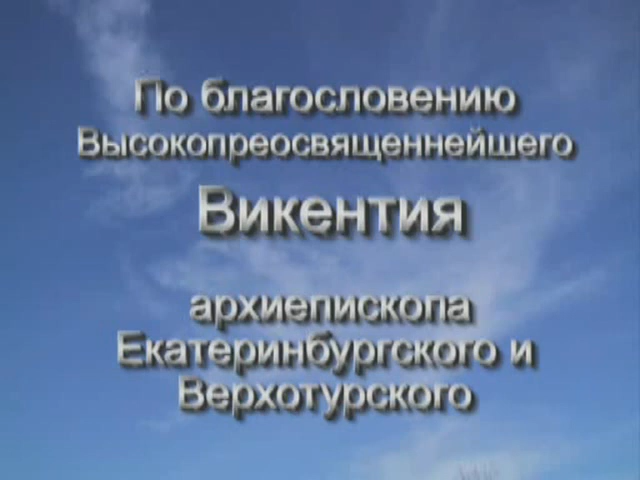 По благословению
Высокопреосвященнейшего
Викентия
архиепископа
Екатеринбургского и
Верхотурского